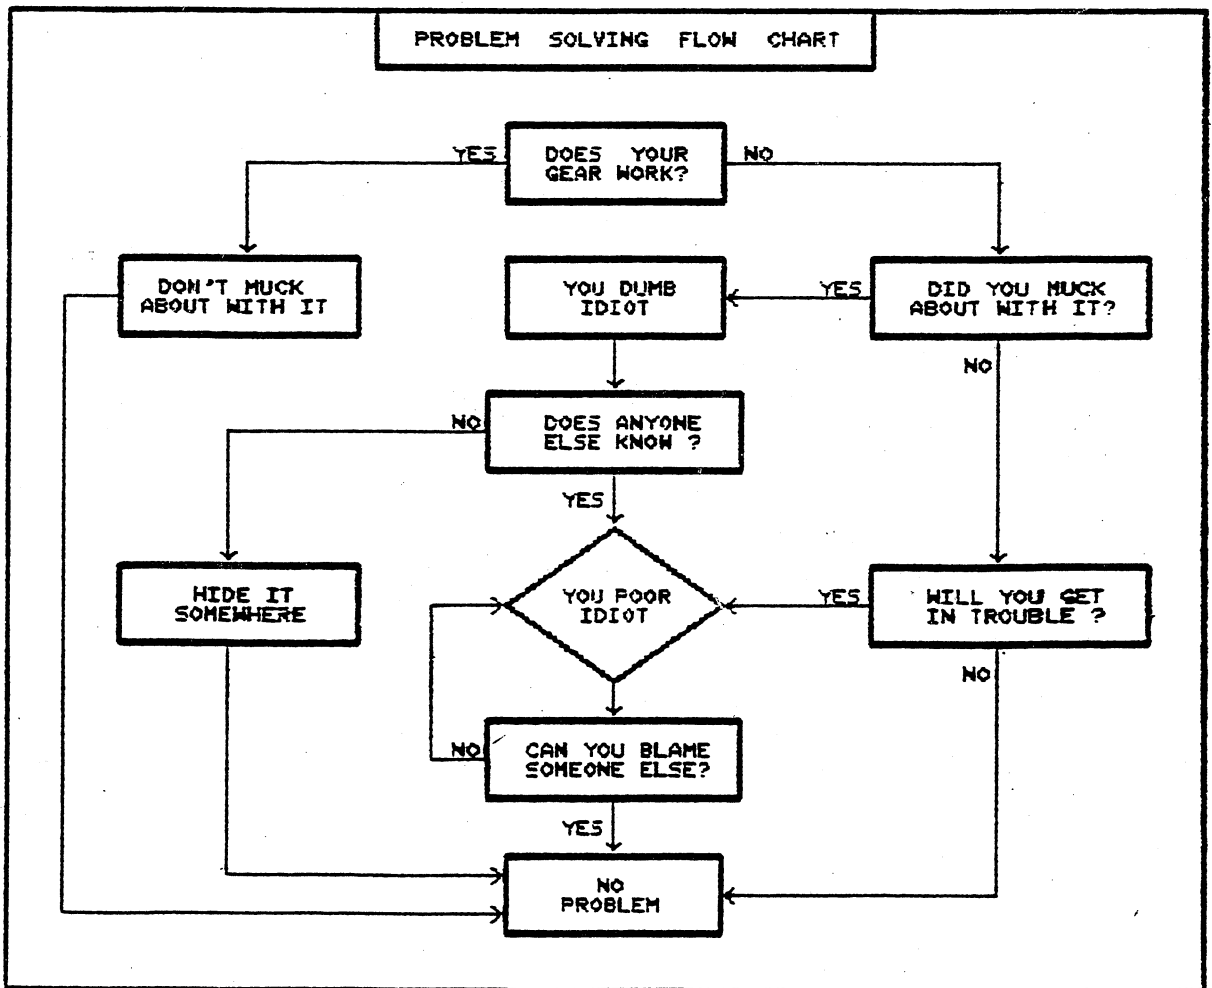 PROBLEM SOLVING FLOW CHART
YES
DOES YOUR
GEAR WORK?
NO
DON'T MUCK
ABOUT WITH IT
YOU DUMB
IDIOT
YES
DID YOU MUCK
ABOUT WITH IT?
NO
NO
DOES ANYONE
ELSE KNOW ?
YES
HIDE IT
SOMEWHERE
YOU POOR
IDIOT
YES
WILL YOU GET
IN TROUBLE ?
NO
NO
CAN YOU BLAME
SOMEONE ELSE?
YES
NO
PROBLEM